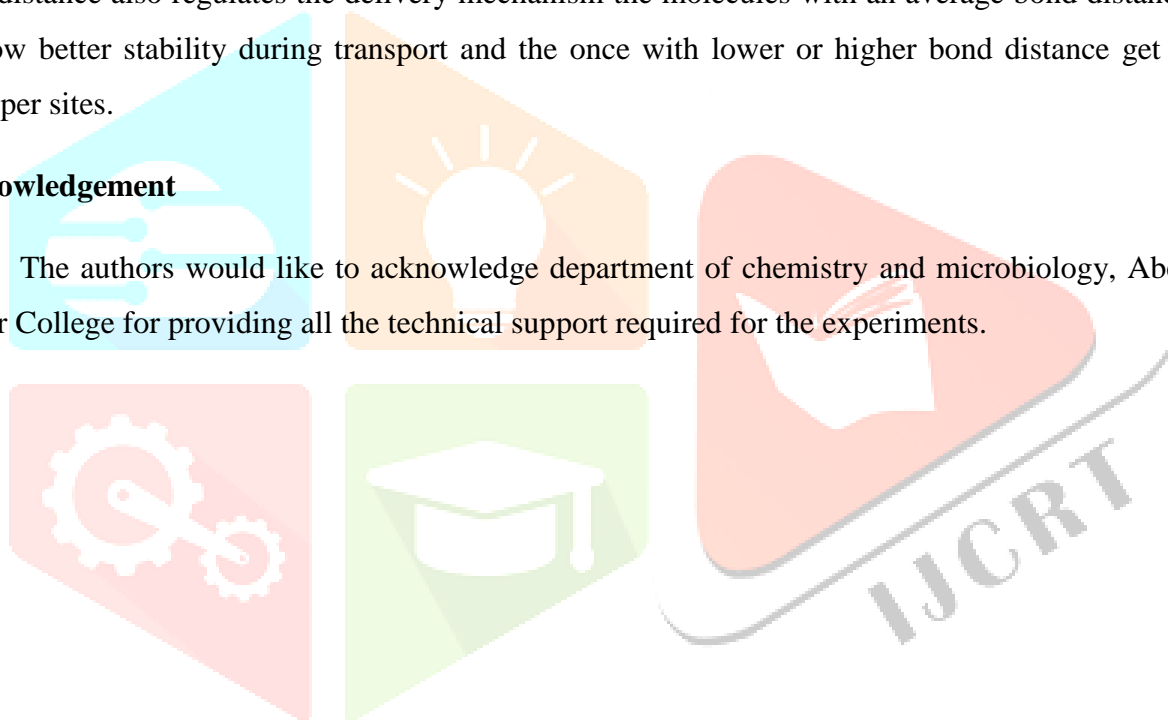 distance also regulates the delivery mechanism the molecules with an average bond distance
better stability during transport and the once with lower or higher bond distance get
per sites.
owledgement
The authors would like to acknowledge department of chemistry and microbiology,
College for providing all the technical support required for the experiments.
IJCRT